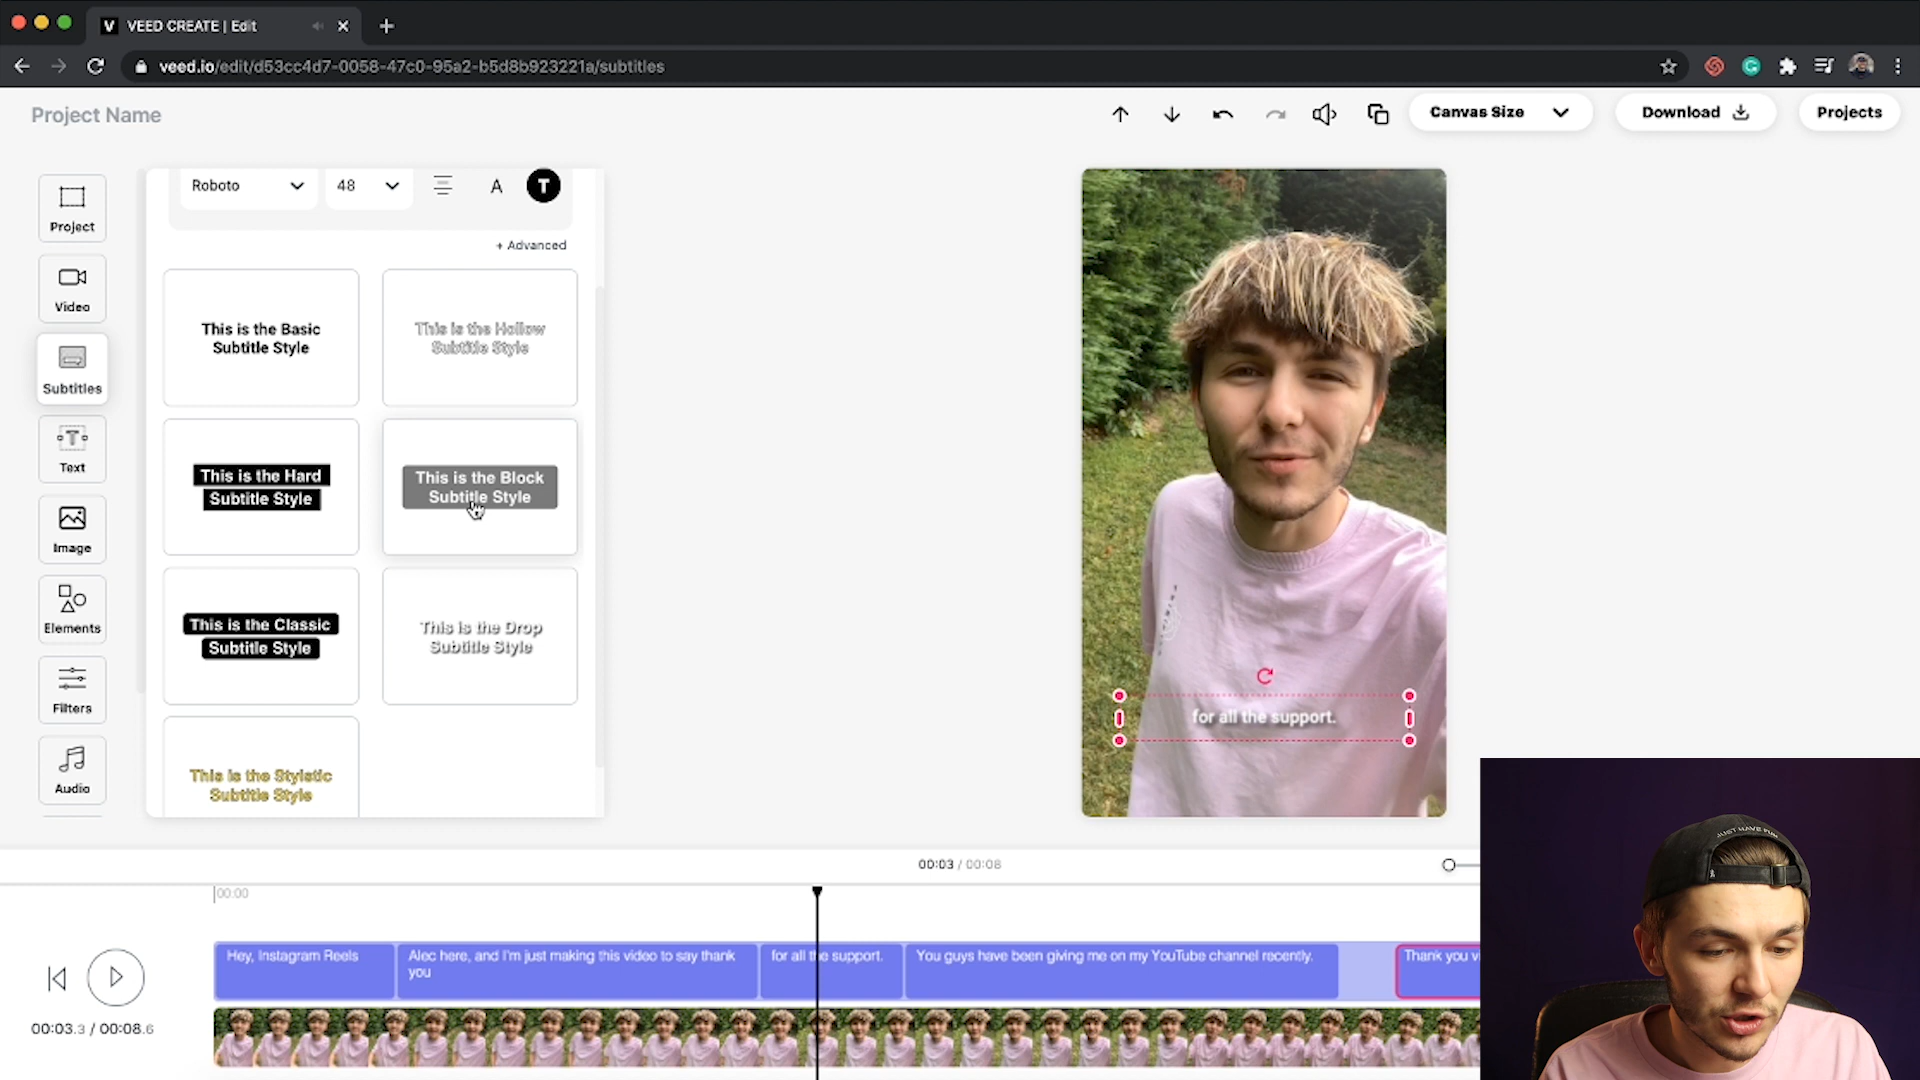 VEED CREATE | Edit
veed.io/edit/d53cc4d7-0058-47c0-95a2-b5d8b923221a/subtitles
Project Name
Canvas Size
Download
Projects
Project
Video
Subtitles
Text
Image
Elements
Filters
Audio
Roboto
48
A
T
+ Advanced
This is the Basic
Subtitle Style
This is the Hollow
Subtitle Style
This is the Hard
Subtitle Style
This is the Block
Subtitle Style
This is the Classic
Subtitle Style
This is the Drop
Subtitle Style
This is the Stylstic
Subtitle Style
for all the support.
JUST HAVE FUN
00:03 / 00:08
00:00
Hey, Instagram Reels
Alec here, and I'm just making this video to say thank
you
for all the support.
You guys have been giving me on my YouTube channel recently.
Thank you v
00:03.3 / 00:08.6